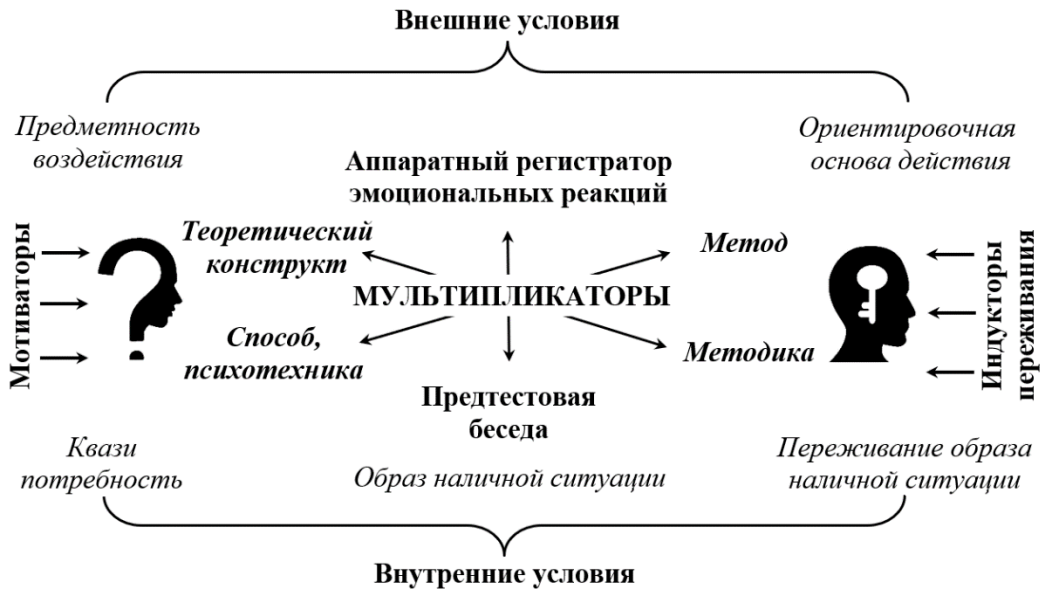 Внешние условия
Предметность
воздействия
Ориентировочная
основа действия
Аппаратный регистратор
эмоциональных реакций
Мотиваторы
Теоретический
конструкт
Метод
МУЛЬТИПЛИКАТОРЫ
Способ,
психотехника
Методика
Индукторы
переживания
Предтестовая
беседа
Квази
потребность
Образ наличной ситуации
Переживание образа
наличной ситуации
Внутренние условия